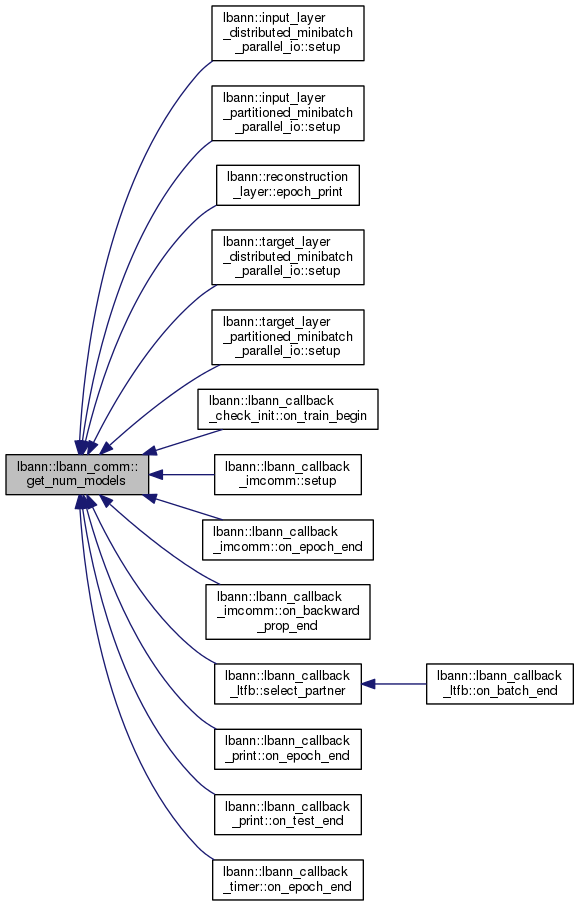 lbann::input_layer
_distributed_minibatch
_parallel_io::setup
lbann::input_layer
_partitioned_minibatch
_parallel_io::setup
lbann::reconstruction
_layer::epoch_print
lbann::target_layer
_distributed_minibatch
_parallel_io::setup
lbann::target_layer
_partitioned_minibatch
_parallel_io::setup
lbann::lbann_callback
_check_init::on_train_begin
lbann::lbann_comm::
get_num_models
lbann::lbann_callback
_imcomm::setup
lbann::lbann_callback
_imcomm::on_epoch_end
lbann::lbann_callback
_imcomm::on_backward
_prop_end
lbann::lbann_callback
_ltfb::select_partner
lbann::lbann_callback
_ltfb::on_batch_end
lbann::lbann_callback
_print::on_epoch_end
lbann::lbann_callback
_print::on_test_end
lbann::lbann_callback
_timer::on_epoch_end